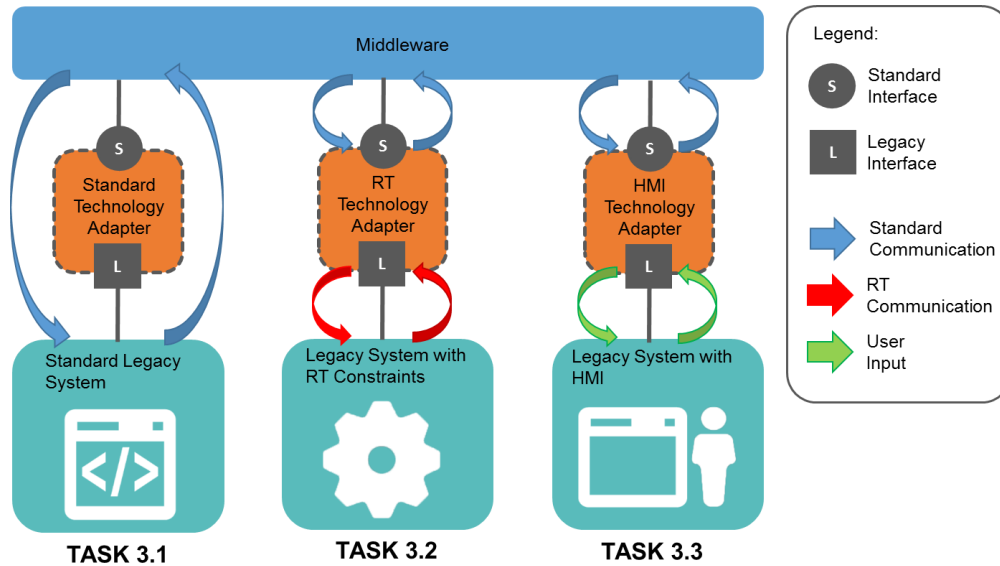 Middleware
S
Standard
Technology
Adapter
L
Standard Legacy
System
</>
TASK 3.1
S
RT
Technology
Adapter
L
Legacy System with
RT Constraints
TASK 3.2
S
HMI
Technology
Adapter
L
Legacy System with
HMI
TASK 3.3
Legend:
S
Standard
Interface
L
Legacy
Interface
Standard
Communication
RT
Communication
User
Input